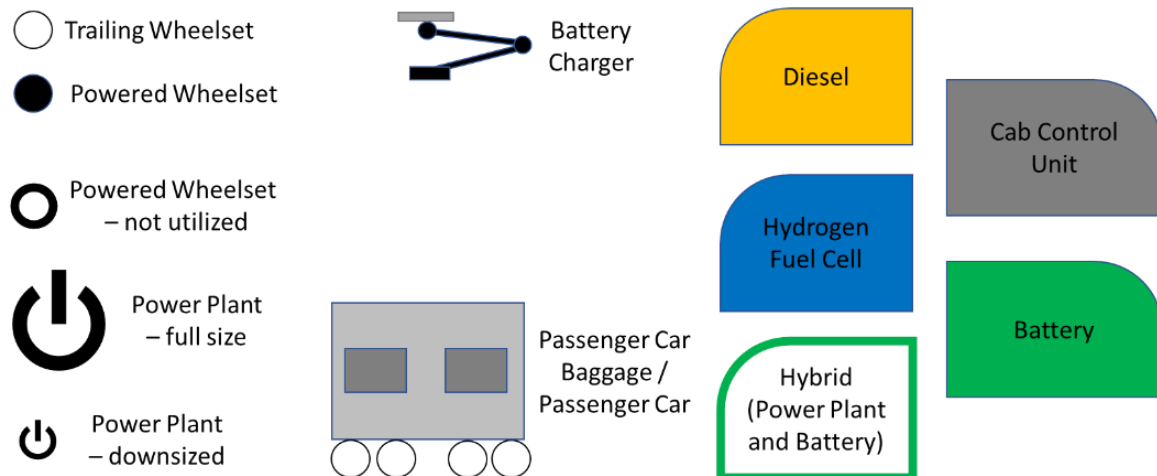 Trailing Wheelset
Powered Wheelset
Powered Wheelset
– not utilized
Power Plant
– full size
Power Plant
– downsized
Battery
Charger
Passenger Car
Baggage /
Passenger Car
Diesel
Hydrogen
Fuel Cell
Hybrid
(Power Plant
and Battery)
Cab Control
Unit
Battery